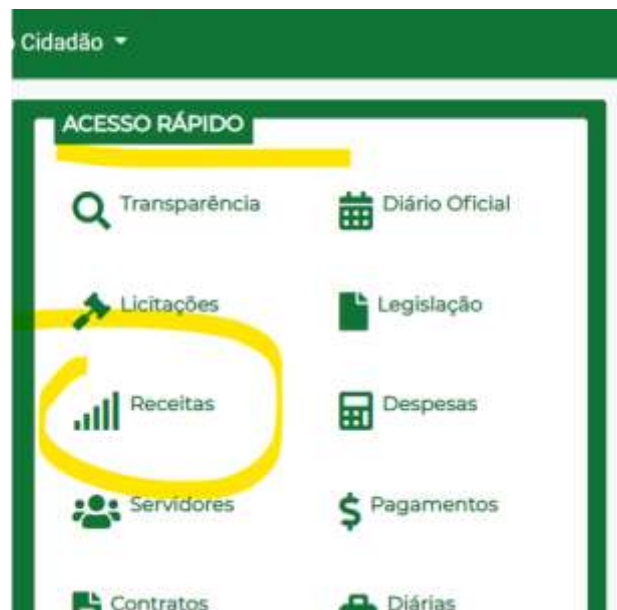 Cidadão
ACESSO RÁPIDO
Transparência
Diário Oficial
Licitações
Legislação
Receitas
Despesas
Servidores
Pagamentos
Contratos
Diárias